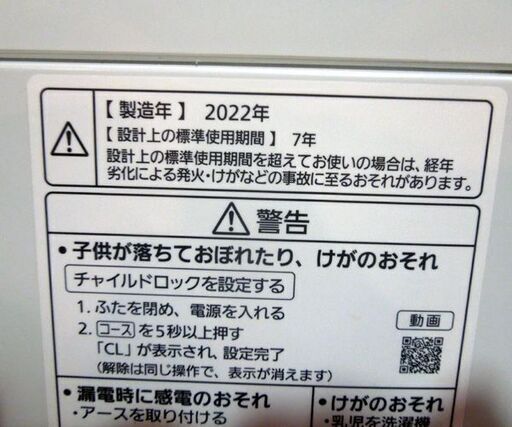 【製造年】 2022年
【設計上の標準使用期間】 7年
設計上の標準使用期間を超えてお使いの場合は、経年
劣化による発火・けがなどの事故に至るおそれがあります。
警告
・子供が落ちておぼれたり、けがのおそれ
チャイルドロックを設定する
1. ふたを閉め、電源を入れる
2. コースを5秒以上押す
「CL」が表示され、設定完了
(解除は同じ操作で、表示が消えます)
動画
・漏電時に感電のおそれ
・アースを取り付ける
・けがのおそれ
・乳児を洗濯機